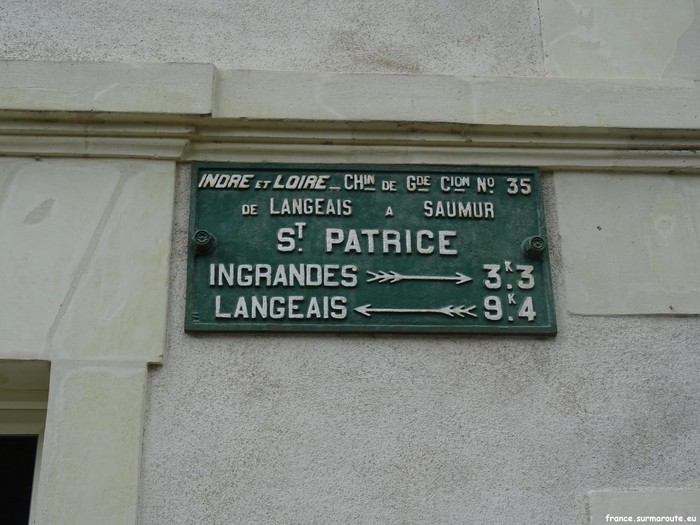 INDRE ET LOIRE_ CHIN DE GDE CION NO 35
DE LANGEAIS A SAUMUR
ST PATRICE
INGRANDES 3K.3
LANGEAIS 9K.4
france.surmaroute.eu